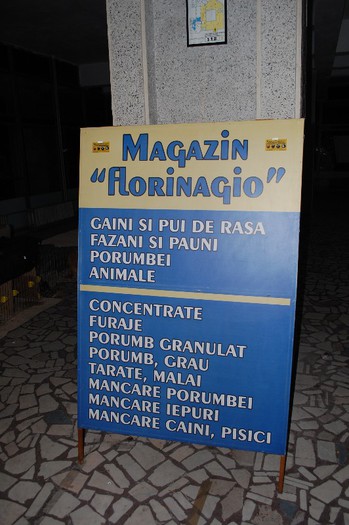 MAGAZIN
"FLORINAGIO"
GAINI SI PUI DE RASA
FAZANI SI PAUNI
PORUMBEI
ANIMALE
CONCENTRATE
FURAJE
PORUMB GRANULAT
PORUMB, GRAU
TARATE, MALAI
MANCARE PORUMBEI
MANCARE IEPURI
MANCARE CAINI, PISICI